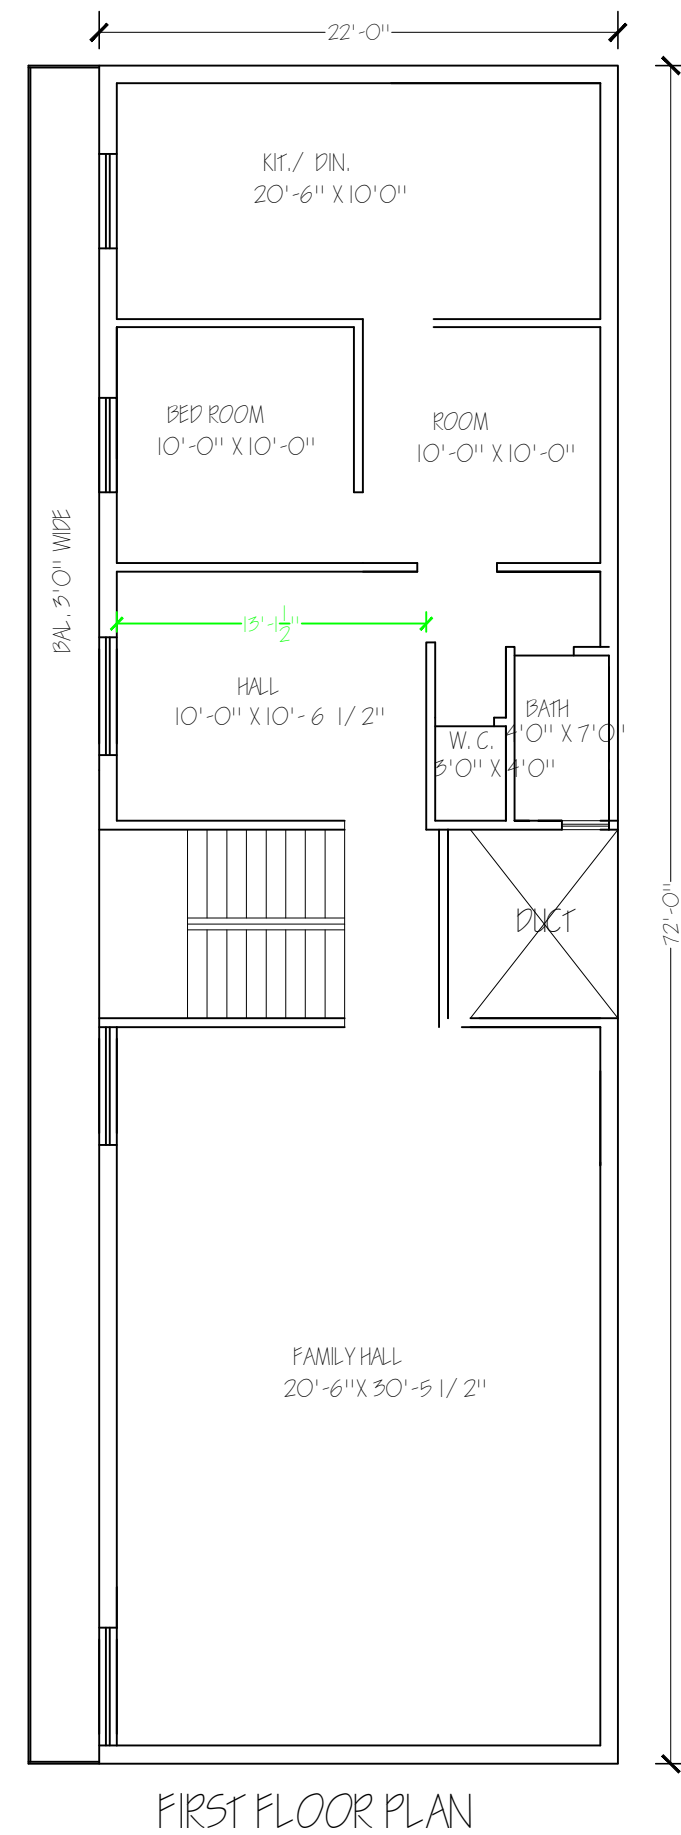 22'-0"
KIT./ DIN.
20'-6" X 10'0"
BED ROOM
10'-0" X 10'-0"
ROOM
10'-0" X 10'-0"
BAL. 3'0" WIDE
13'-1 1/2"
HALL
10'-0" X 10'- 6 1/2"
BATH
4'0" X 7'0"
W. C.
3'0" X 4'0"
DUCT
72'-0"
FAMILY HALL
20'-6"X 30'-5 1/2"
FIRST FLOOR PLAN